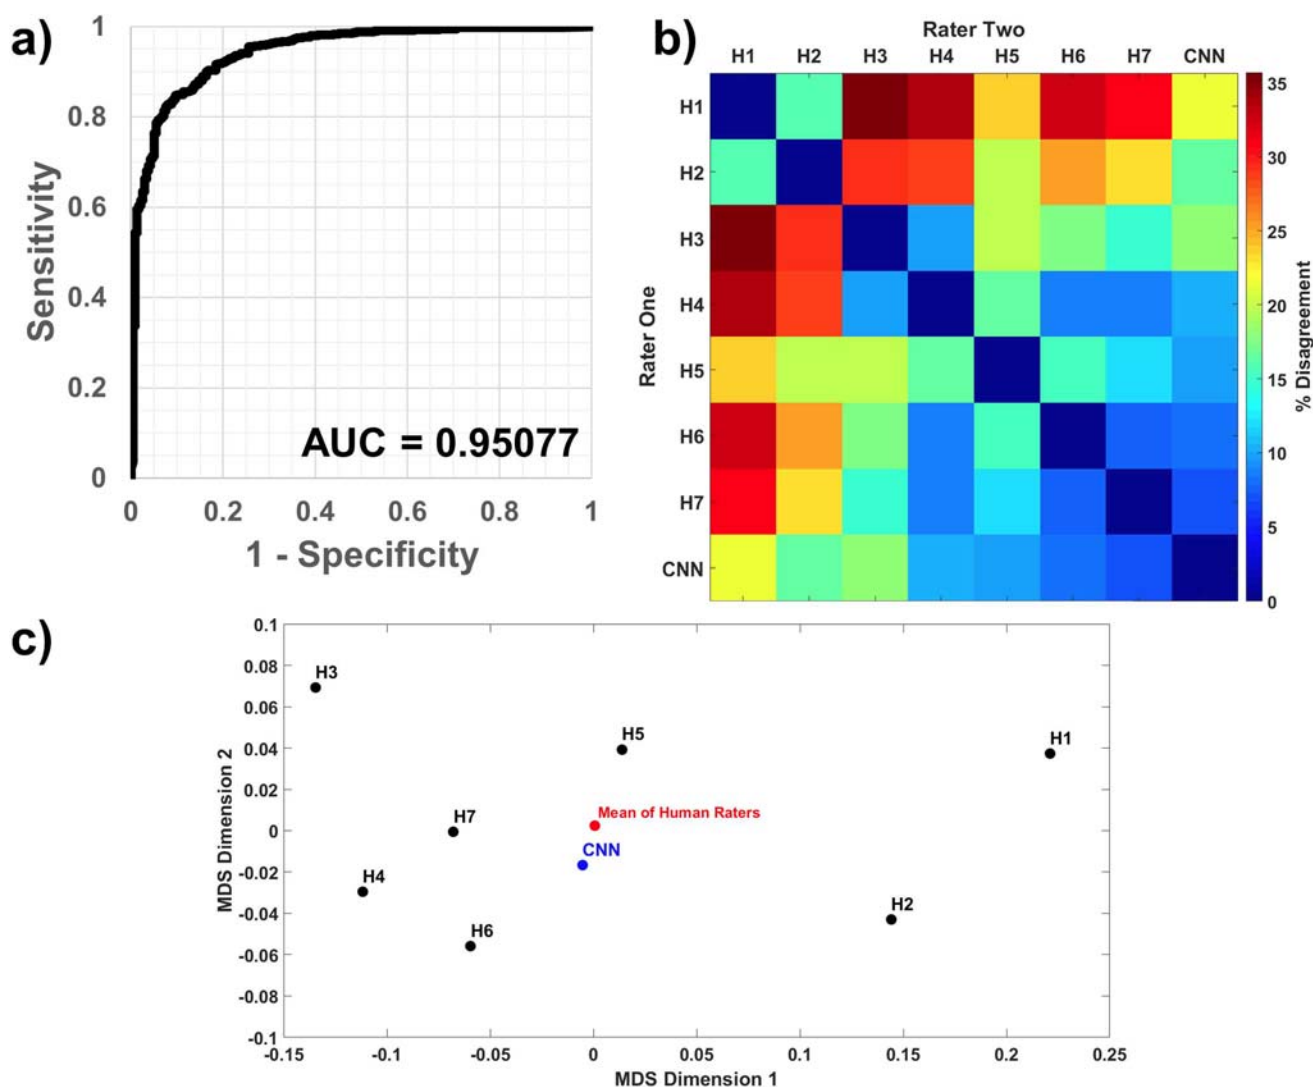 a)
1
0.8
0.6
0.4
0.2
0
Sensitivity
AUC = 0.95077
0 0.2 0.4 0.6 0.8 1
1 - Specificity
b)
Rater Two
H1 H2 H3 H4 H5 H6 H7 CNN
Rater One
H1
H2
H3
H4
H5
H6
H7
CNN
35
30
25
20
15
10
5
0
% Disagreement
c)
0.1
0.08
0.06
0.04
0.02
0
-0.02
-0.04
-0.06
-0.08
-0.1
MDS Dimension 2
H3
H5
H1
Mean of Human Raters
H7
CNN
H4
H2
H6
-0.15 -0.1 -0.05 0 0.05 0.1 0.15 0.2 0.25
MDS Dimension 1